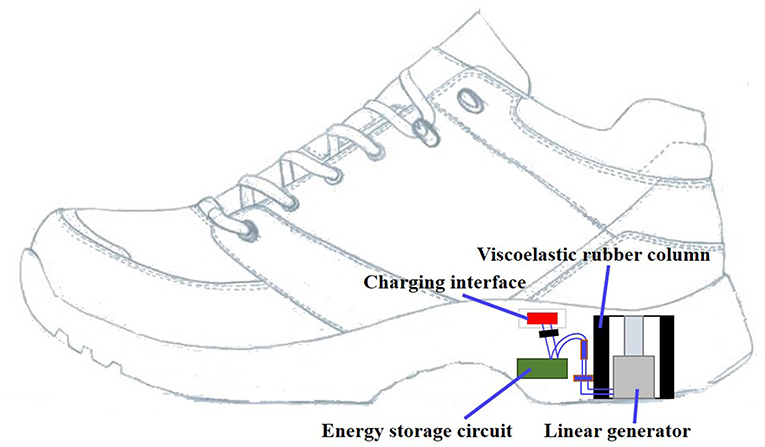 Viscoelastic rubber column
Charging interface
Energy storage circuit
Linear generator